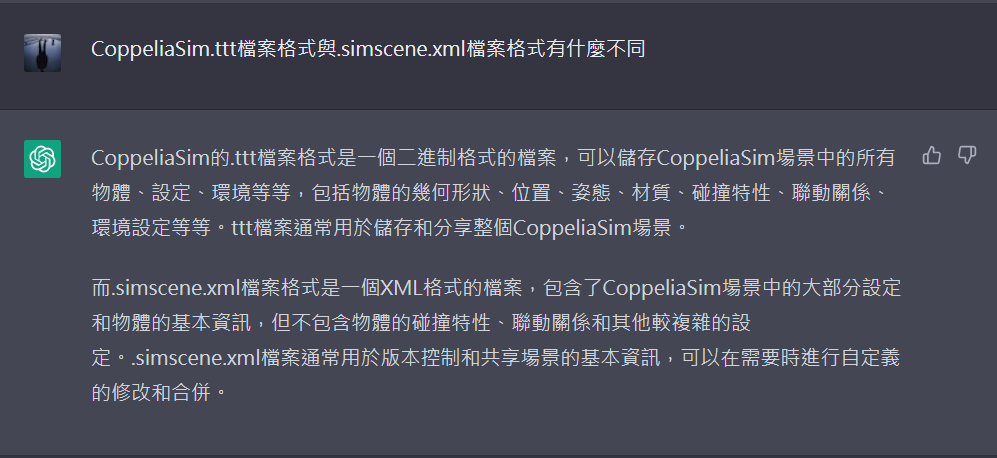 CoppeliaSim.ttt檔案格式與.simscene.xml檔案格式有什麼不同
CoppeliaSim的.ttt檔案格式是一個二進制格式的檔案，可以儲存CoppeliaSim場景中的所有
物體、設定、環境等等，包括物體的幾何形狀、位置、姿態、材質、碰撞特性、聯動關係、
環境設定等等。ttt檔案通常用於儲存和分享整個CoppeliaSim場景。
而.simscene.xml檔案格式是一個XML格式的檔案，包含了CoppeliaSim場景中的大部分設定
和物體的基本資訊，但不包含物體的碰撞特性、聯動關係和其他較複雜的設
定。.simscene.xml檔案通常用於版本控制和共享場景的基本資訊，可以在需要時進行自定義
的修改和合併。